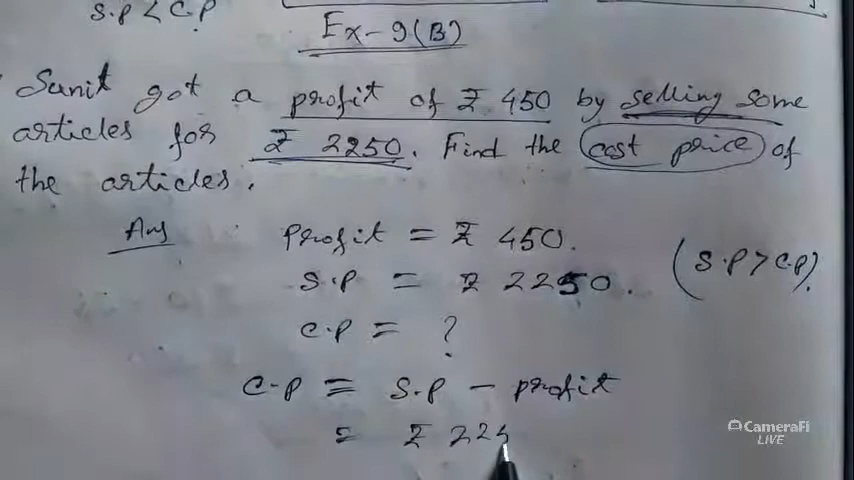 S.P < C.P
Ex-9(B)
Sunit got a profit of ₹ 450 by selling some
articles for ₹ 2250. Find the cost price of
the articles.
Ans
Profit = ₹ 450.
S.P = ₹ 2250. (S.P > C.P).
C.P = ?
C.P = S.P - profit
= ₹ 225
CameraFi
LIVE